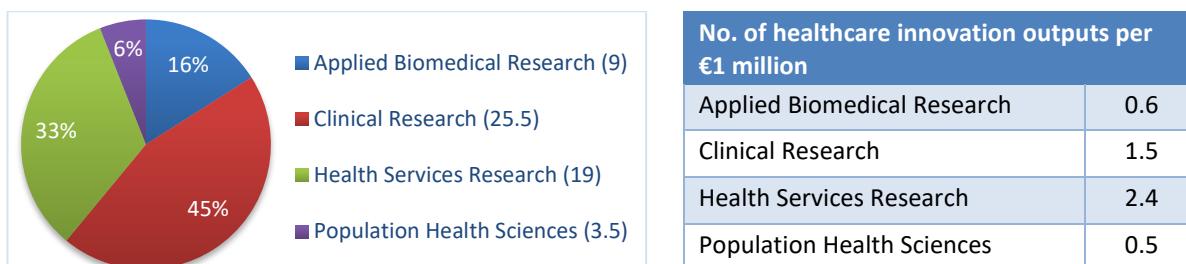 6%
16%
33%
45%
Applied Biomedical Research (9)
Clinical Research (25.5)
Health Services Research (19)
Population Health Sciences (3.5)
No. of healthcare innovation outputs per
€1 million
Applied Biomedical Research 0.6
Clinical Research 1.5
Health Services Research 2.4
Population Health Sciences 0.5